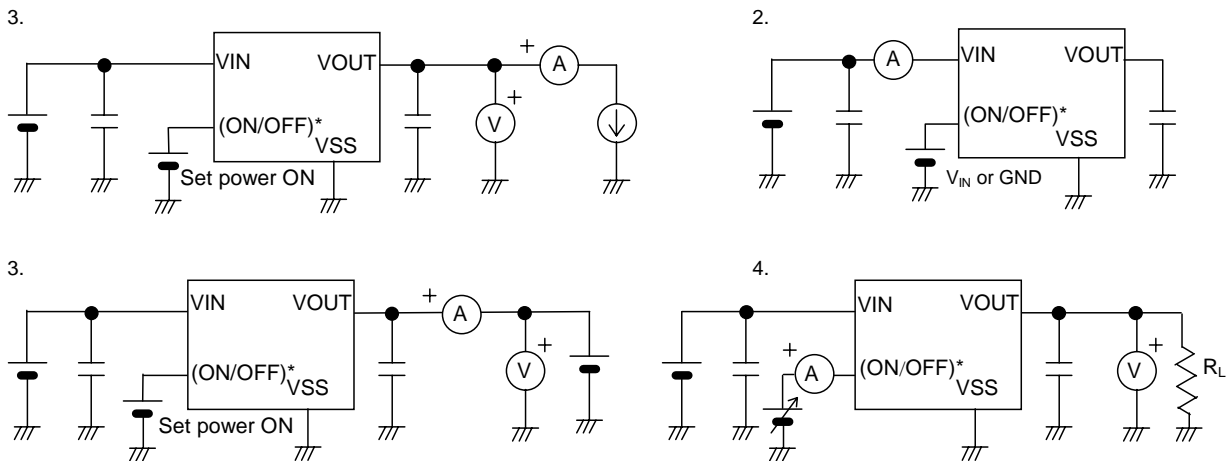 3.
VIN
VOUT
+
A
(ON/OFF)*
VSS
+
V
Set power ON
2.
A
VIN
VOUT
(ON/OFF)*
VSS
VIN or GND
3.
VIN
VOUT
+
A
(ON/OFF)*
VSS
+
V
Set power ON
4.
VIN
VOUT
+
A
(ON/OFF)*
VSS
+
V
RL